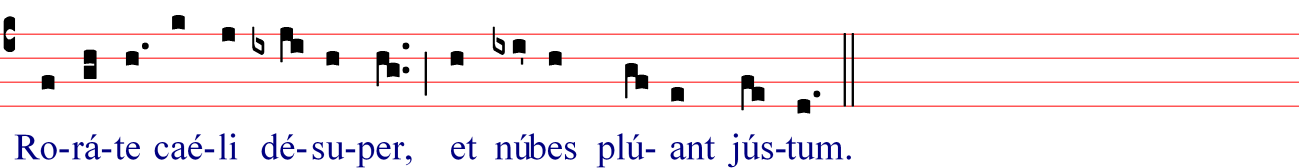 Ro-rá-te caé-li dé-su-per, et núbes plú- ant jús-tum.